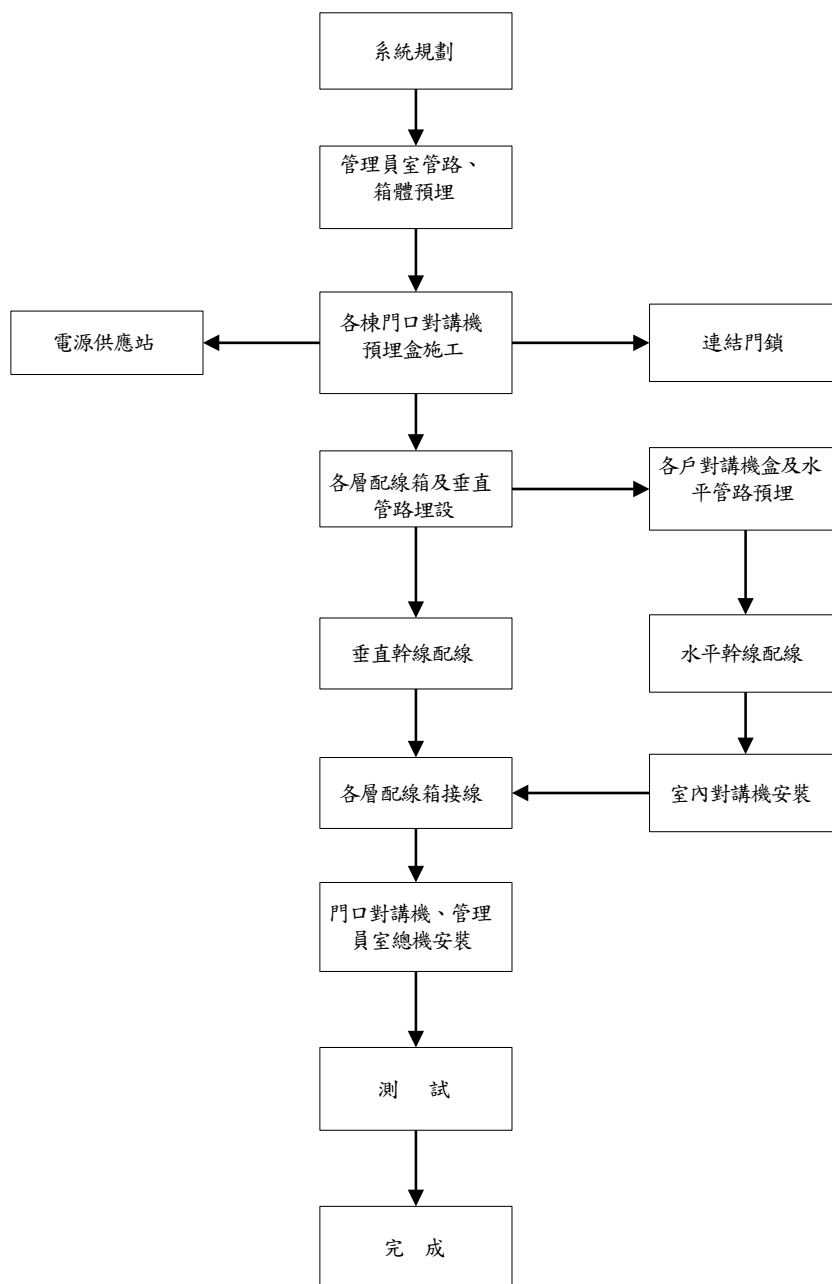 系統規劃
管理員室管路、
箱體預埋
電源供應站
各棟門口對講機
預埋盒施工
連結門鎖
各層配線箱及垂直
管路埋設
各戶對講機盒及水
平管路預埋
垂直幹線配線
水平幹線配線
各層配線箱接線
室內對講機安裝
門口對講機、管理
員室總機安裝
測 試
完 成